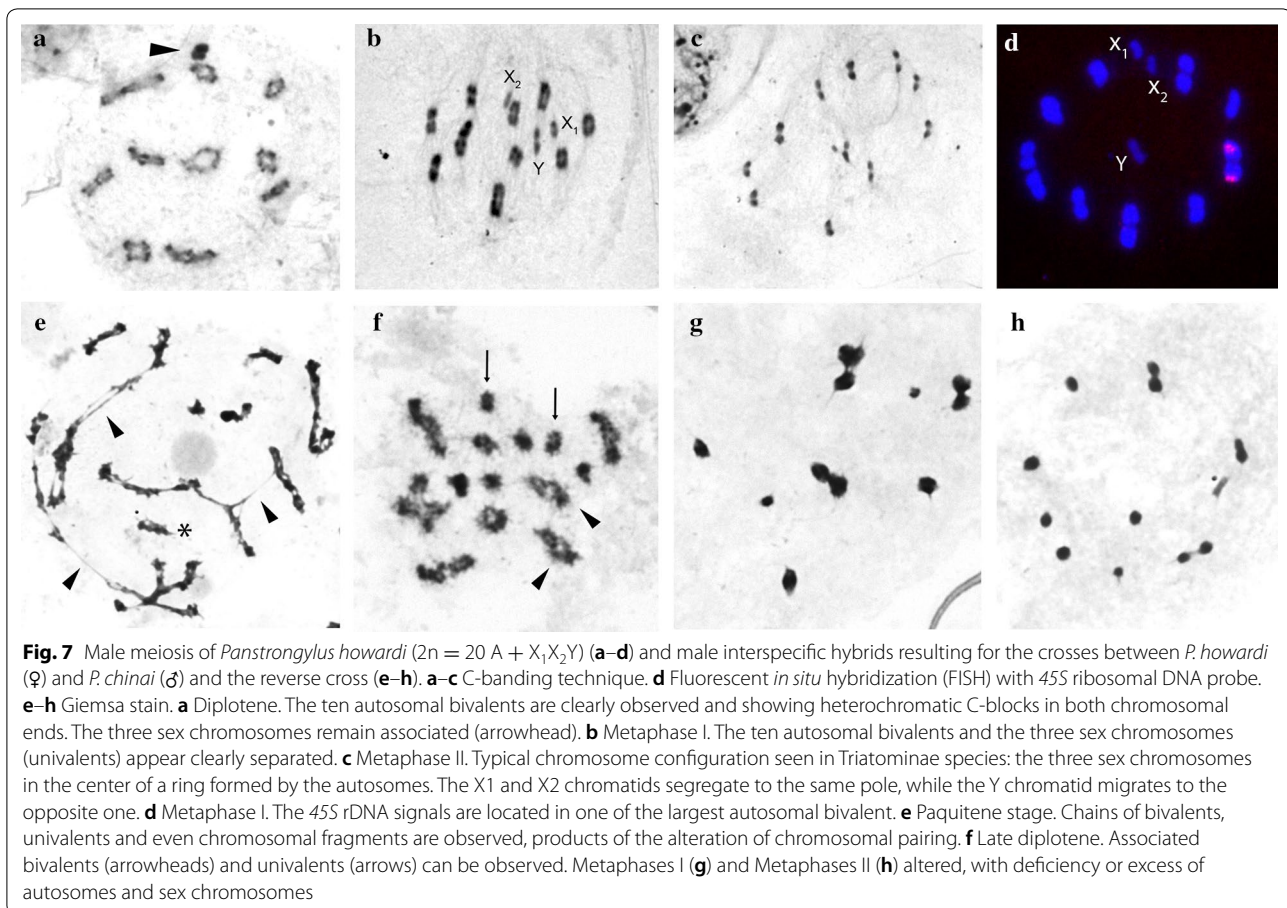 a b c d
X₁
X₂
X₂
X₁
Y
Y
e f g h
*
Fig. 7 Male meiosis of Panstrongylus howardi (2n = 20 A + X₁X₂Y) (a–d) and male interspecific hybrids resulting for the crosses between P. howardi
(♀) and P. chinai (♂) and the reverse cross (e–h). a–c C-banding technique. d Fluorescent in situ hybridization (FISH) with 45S ribosomal DNA probe.
e–h Giemsa stain. a Diplotene. The ten autosomal bivalents are clearly observed and showing heterochromatic C-blocks in both chromosomal
ends. The three sex chromosomes remain associated (arrowhead). b Metaphase I. The ten autosomal bivalents and the three sex chromosomes
(univalents) appear clearly separated. c Metaphase II. Typical chromosome configuration seen in Triatominae species: the three sex chromosomes
in the center of a ring formed by the autosomes. The X1 and X2 chromatids segregate to the same pole, while the Y chromatid migrates to the
opposite one. d Metaphase I. The 45S rDNA signals are located in one of the largest autosomal bivalent. e Paquitene stage. Chains of bivalents,
univalents and even chromosomal fragments are observed, products of the alteration of chromosomal pairing. f Late diplotene. Associated
bivalents (arrowheads) and univalents (arrows) can be observed. Metaphases I (g) and Metaphases II (h) altered, with deficiency or excess of
autosomes and sex chromosomes